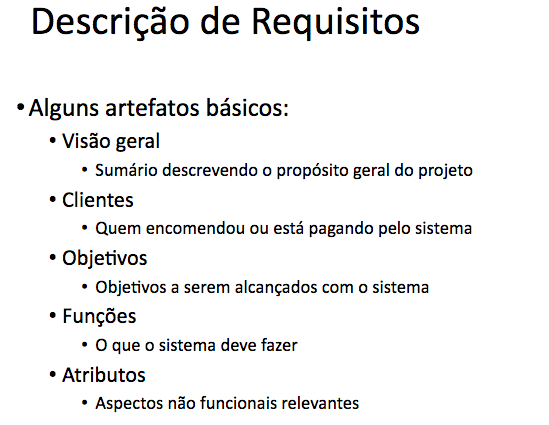 Descrição de Requisitos
• Alguns artefatos básicos:
• Visão geral
• Sumário descrevendo o propósito geral do projeto
• Clientes
• Quem encomendou ou está pagando pelo sistema
• Objetivos
• Objetivos a serem alcançados com o sistema
• Funções
• O que o sistema deve fazer
• Atributos
• Aspectos não funcionais relevantes